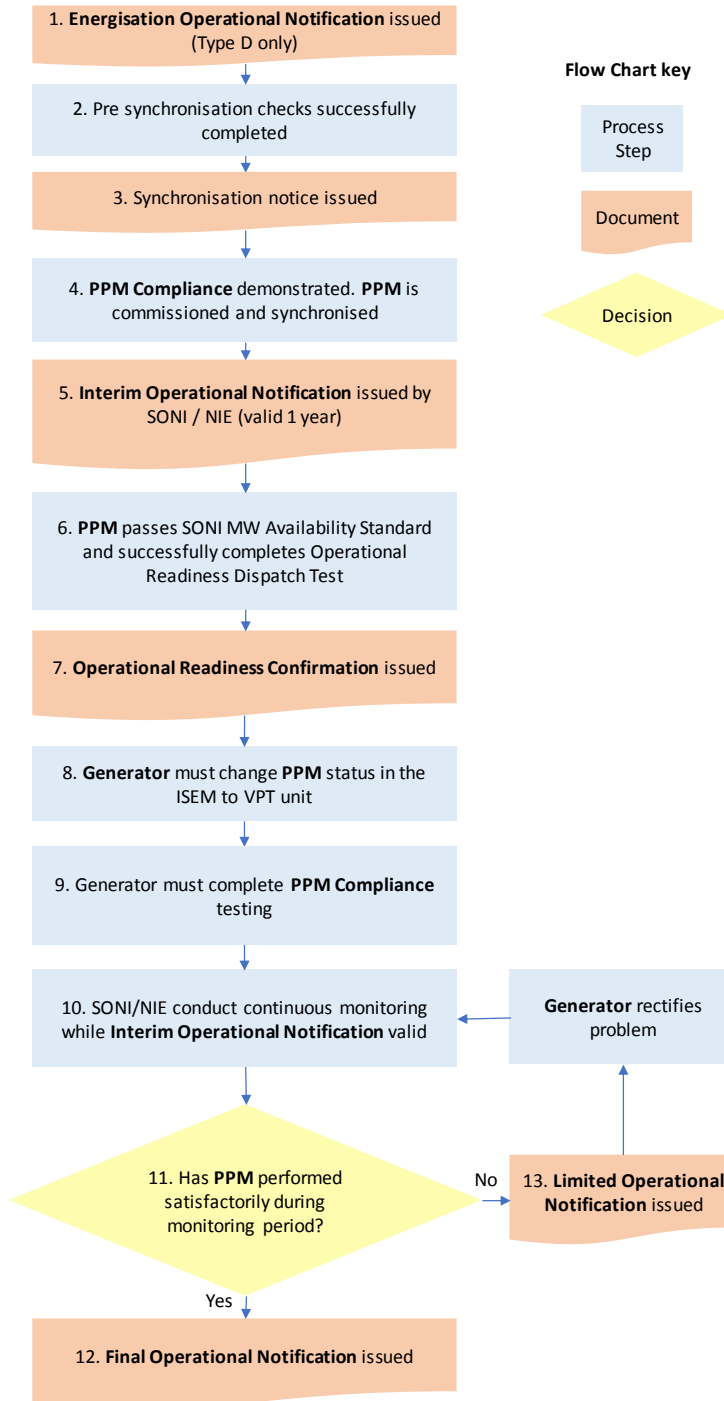 1. Energisation Operational Notification issued
(Type D only)
Flow Chart key
2. Pre synchronisation checks successfully
completed
Process
Step
3. Synchronisation notice issued
Document
4. PPM Compliance demonstrated. PPM is
commissioned and synchronised
Decision
5. Interim Operational Notification issued by
SONI / NIE (valid 1 year)
6. PPM passes SONI MW Availability Standard
and successfully completes Operational
Readiness Dispatch Test
7. Operational Readiness Confirmation issued
8. Generator must change PPM status in the
ISEM to VPT unit
9. Generator must complete PPM Compliance
testing
10. SONI/NIE conduct continuous monitoring
while Interim Operational Notification valid
Generator rectifies
problem
11. Has PPM performed
satisfactorily during
monitoring period?
No
13. Limited Operational
Notification issued
Yes
12. Final Operational Notification issued